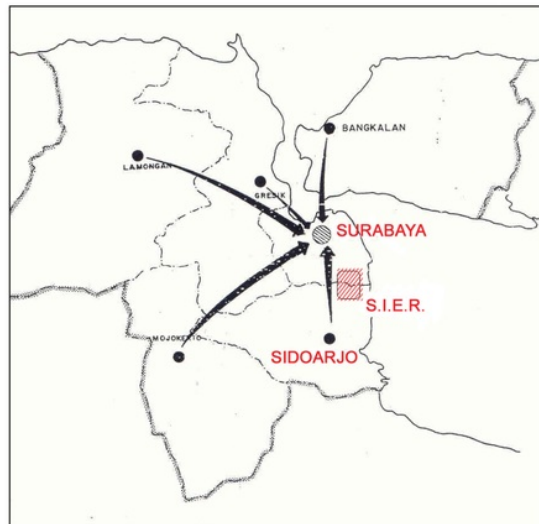 BANGKALAN
LAMONGAN
GRESIK
SURABAYA
S.I.E.R.
MOJOKERTO
SIDOARJO